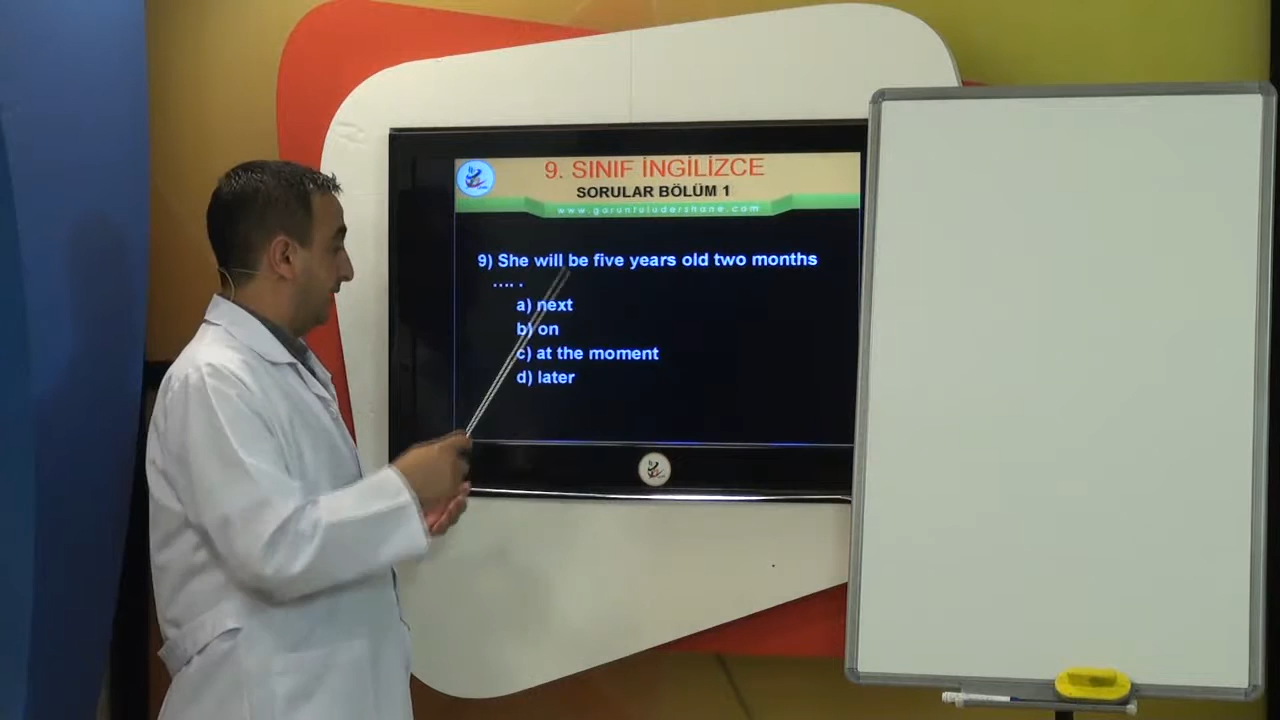 9. SINIF İNGİLİZCE
SORULAR BÖLÜM 1
www.goruntuludershane.com
9) She will be five years old two months
.... .
a) next
b) on
c) at the moment
d) later